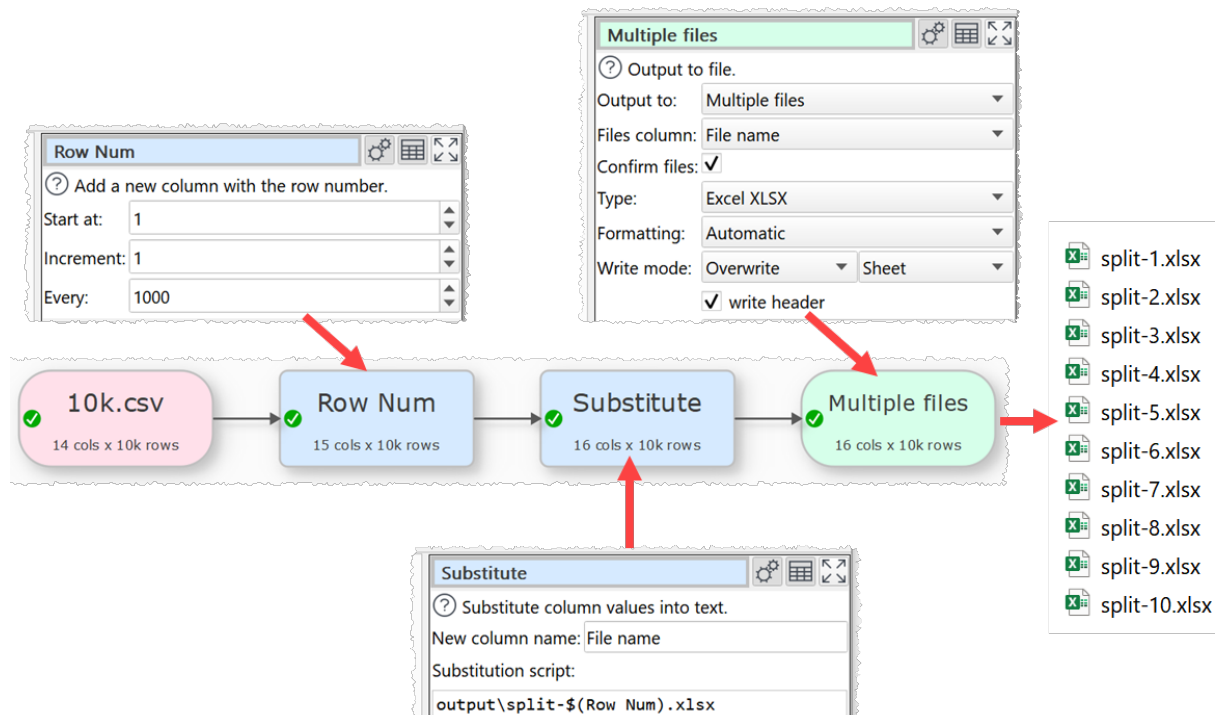 Multiple files
? Output to file.
Output to: Multiple files
Files column: File name
Confirm files:
Type: Excel XLSX
Formatting: Automatic
Write mode: Overwrite Sheet
write header
Row Num
? Add a new column with the row number.
Start at: 1
Increment: 1
Every: 1000
10k.csv
14 cols x 10k rows
Row Num
15 cols x 10k rows
Substitute
16 cols x 10k rows
Multiple files
16 cols x 10k rows
split-1.xlsx
split-2.xlsx
split-3.xlsx
split-4.xlsx
split-5.xlsx
split-6.xlsx
split-7.xlsx
split-8.xlsx
split-9.xlsx
split-10.xlsx
Substitute
? Substitute column values into text.
New column name: File name
Substitution script:
output\split-$(Row Num).xlsx